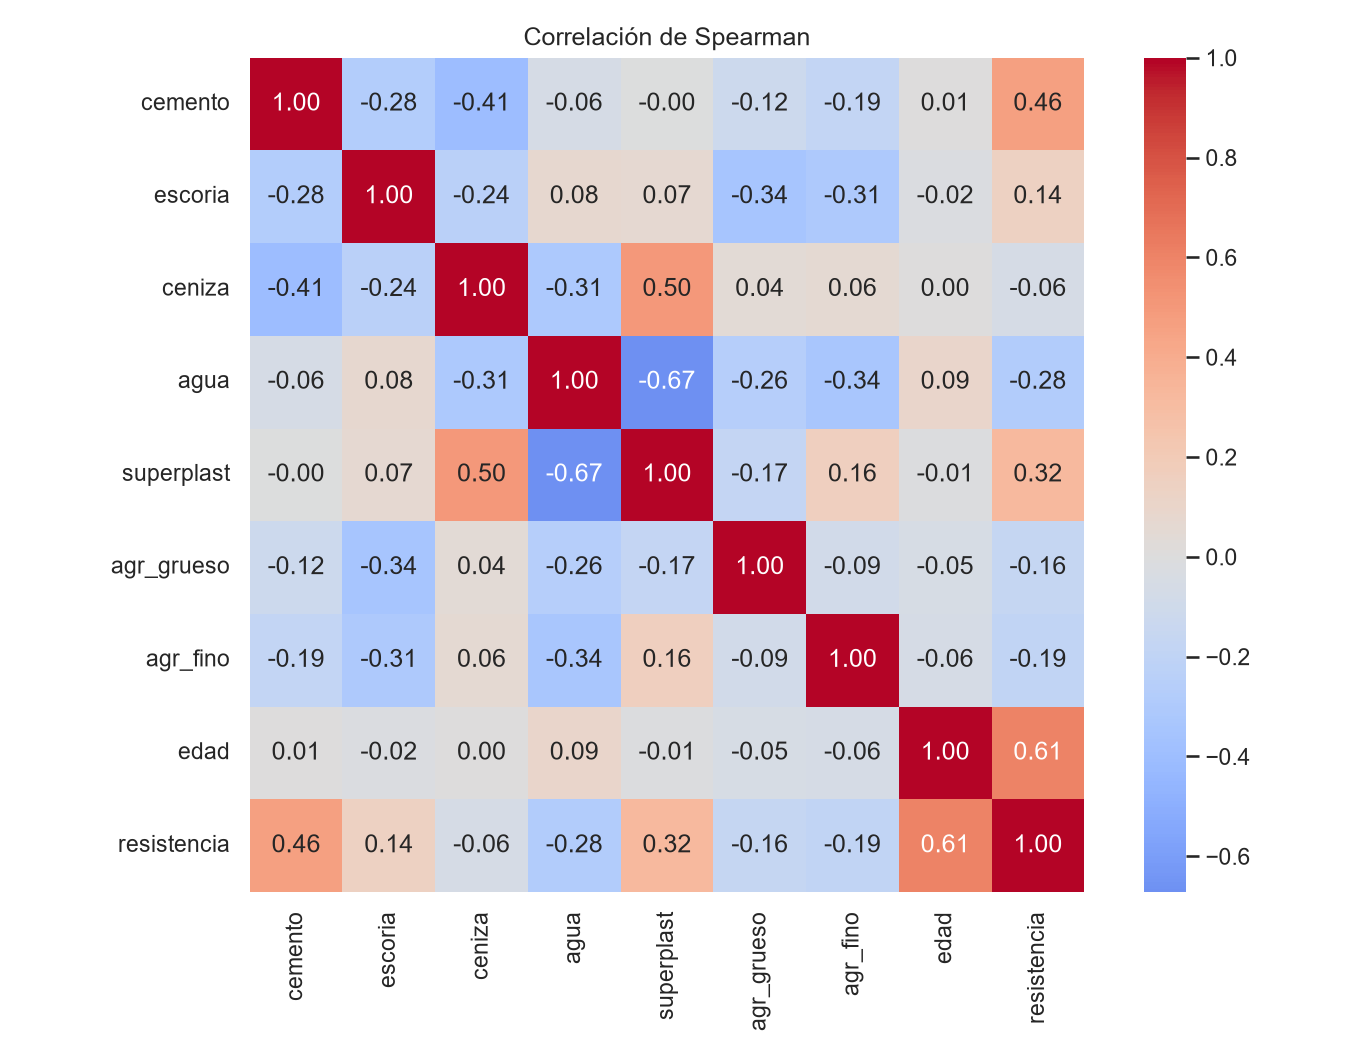 Correlación de Spearman
cemento 1.00 -0.28 -0.41 -0.06 -0.00 -0.12 -0.19 0.01 0.46
escoria -0.28 1.00 -0.24 0.08 0.07 -0.34 -0.31 -0.02 0.14
ceniza -0.41 -0.24 1.00 -0.31 0.50 0.04 0.06 0.00 -0.06
agua -0.06 0.08 -0.31 1.00 -0.67 -0.26 -0.34 0.09 -0.28
superplast -0.00 0.07 0.50 -0.67 1.00 -0.17 0.16 -0.01 0.32
agr_grueso -0.12 -0.34 0.04 -0.26 -0.17 1.00 -0.09 -0.05 -0.16
agr_fino -0.19 -0.31 0.06 -0.34 0.16 -0.09 1.00 -0.06 -0.19
edad 0.01 -0.02 0.00 0.09 -0.01 -0.05 -0.06 1.00 0.61
resistencia 0.46 0.14 -0.06 -0.28 0.32 -0.16 -0.19 0.61 1.00
cemento escoria ceniza agua superplast agr_grueso agr_fino edad resistencia
1.0
0.8
0.6
0.4
0.2
0.0
−0.2
−0.4
−0.6